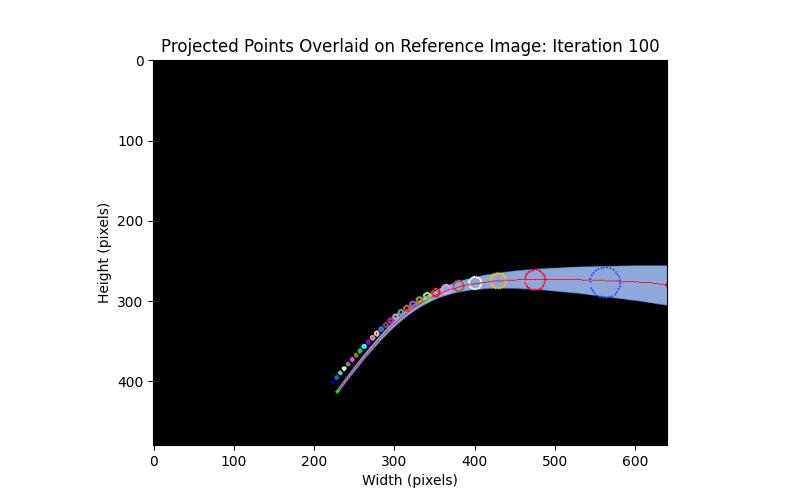 Projected Points Overlaid on Reference Image: Iteration 100
0
100
200
300
400
Height (pixels)
0 100 200 300 400 500 600
Width (pixels)